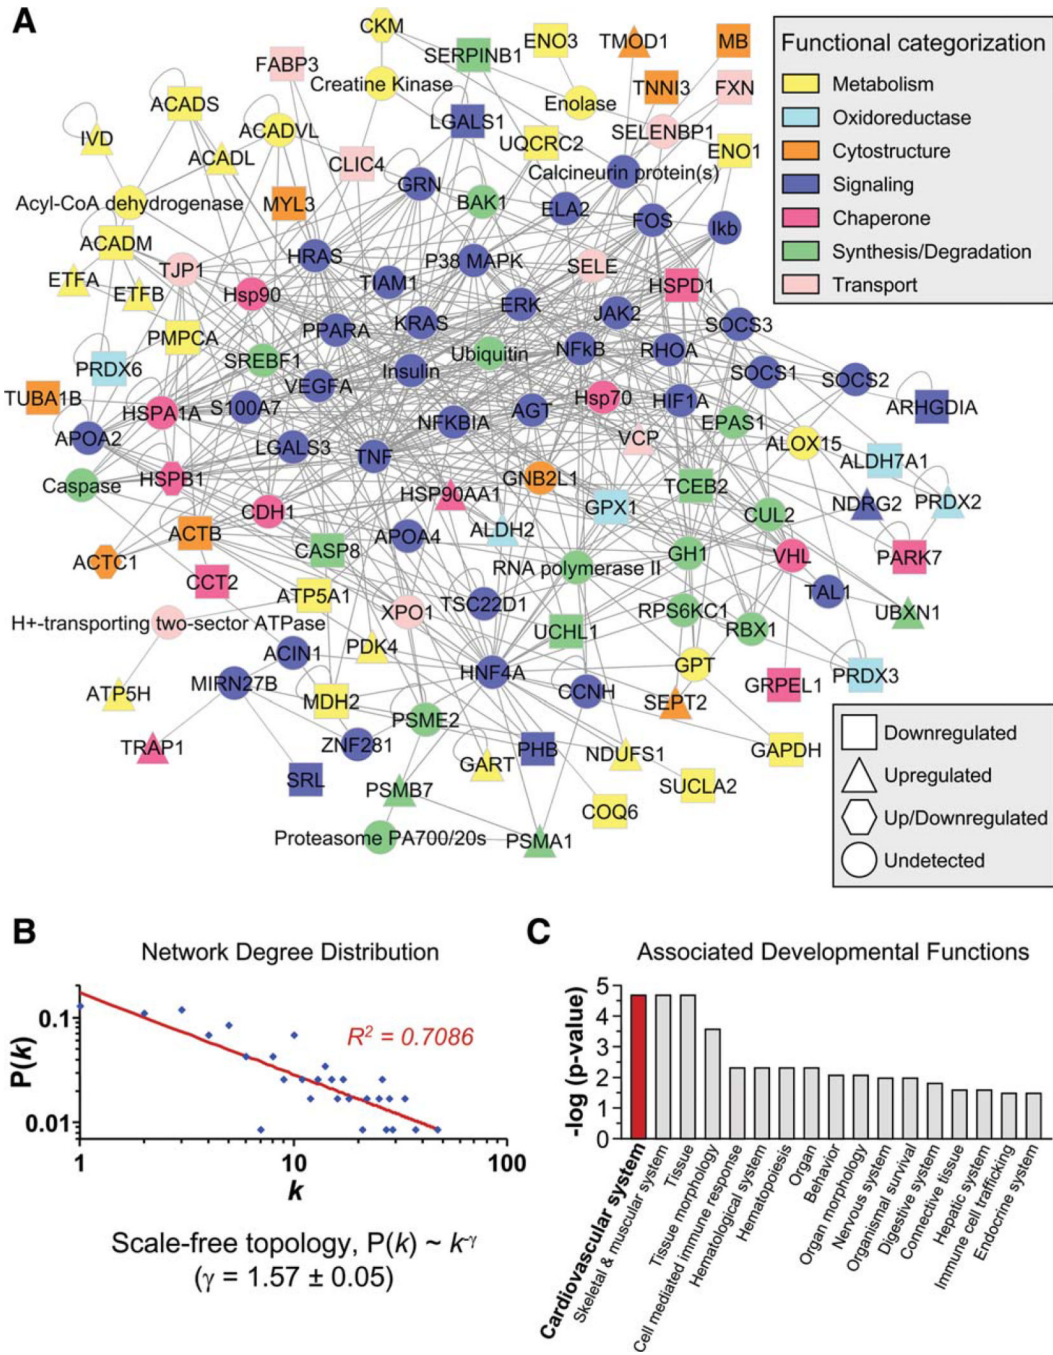 A
CKM
SERPINB1
ENO3
TMOD1
MB
FABP3
Creatine Kinase
TNNI3
FXN
ACADS
Enolase
LGALS1
SELENBP1
IVD
ACADVL
UQCRC2
ENO1
ACADL
CLIC4
GRN
Calcineurin protein(s)
Acyl-CoA dehydrogenase
MYL3
BAK1
ELA2
FOS
Ikb
ACADM
HRAS
P38 MAPK
SELE
TJP1
TIAM1
HSPD1
ETFA
ETFB
Hsp90
ERK
JAK2
PPARA
KRAS
SOCS3
PMPCA
SREBF1
Ubiquitin
NFkB
RHOA
PRDX6
VEGFA
Insulin
SOCS1
SOCS2
TUBA1B
HSPA1A
S100A7
NFKBIA
AGT
Hsp70
HIF1A
ARHGDIA
APOA2
LGALS3
TNF
VCP
EPAS1
ALOX15
ALDH7A1
Caspase
HSPB1
HSP90AA1
GNB2L1
TCEB2
CDH1
ALDH2
GPX1
CUL2
NDRG2
PRDX2
ACTB
CASP8
APOA4
GH1
VHL
PARK7
ACTC1
CCT2
RNA polymerase II
ATP5A1
XPO1
TSC22D1
RPS6KC1
TAL1
UBXN1
H+-transporting two-sector ATPase
UCHL1
RBX1
ACIN1
PDK4
HNF4A
GPT
PRDX3
MIRN27B
MDH2
CCNH
SEPT2
GRPEL1
ATP5H
PSME2
TRAP1
ZNF281
PHB
NDUFS1
GAPDH
SRL
GART
SUCLA2
PSMB7
COQ6
Proteasome PA700/20s
PSMA1
Functional categorization
Metabolism
Oxidoreductase
Cytostructure
Signaling
Chaperone
Synthesis/Degradation
Transport
Downregulated
Upregulated
Up/Downregulated
Undetected
B
Network Degree Distribution
P(k)
0.1
0.01
R² = 0.7086
1
10
100
k
Scale-free topology, P(k) ~ k^-γ
(γ = 1.57 ± 0.05)
C
Associated Developmental Functions
-log (p-value)
5
4
3
2
1
0
Cardiovascular system
Skeletal & muscular system
Tissue
Tissue morphology
Cell mediated immune response
Hematological system
Hematopoiesis
Organ
Behavior
Organ morphology
Nervous system
Organismal survival
Digestive system
Connective tissue
Hepatic system
Immune cell trafficking
Endocrine system